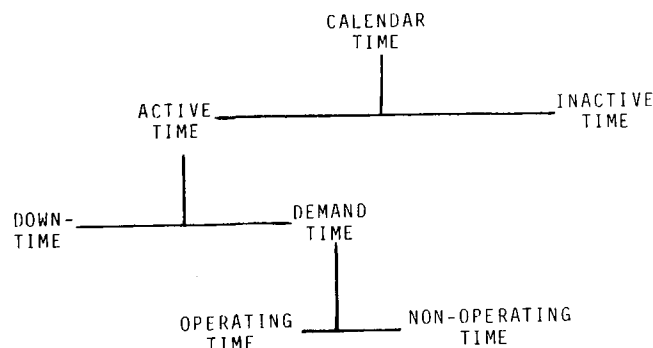 CALENDAR
TIME
ACTIVE
TIME
INACTIVE
TIME
DOWN-
TIME
DEMAND
TIME
OPERATING
TIME
NON-OPERATING
TIME